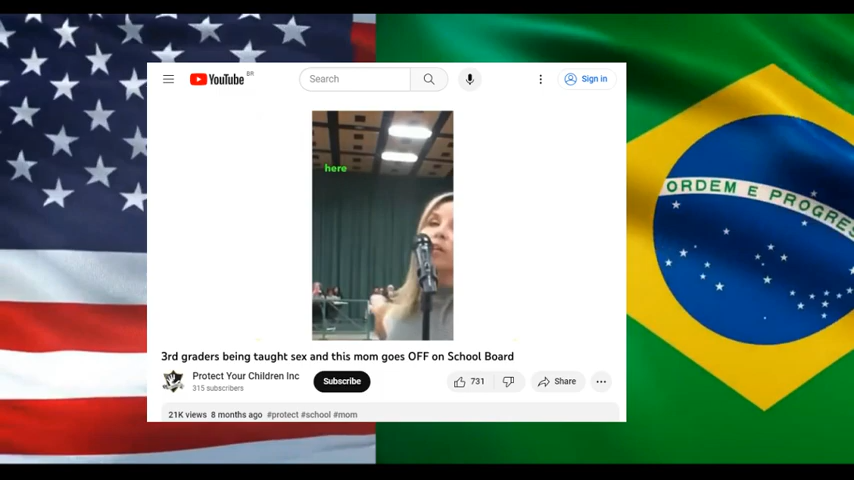 YouTube BR
Search
Sign in
here
ORDEM E PROGRES
3rd graders being taught sex and this mom goes OFF on School Board
Protect Your Children Inc
315 subscribers
Subscribe
731
Share
21K views 8 months ago #protect #school #mom